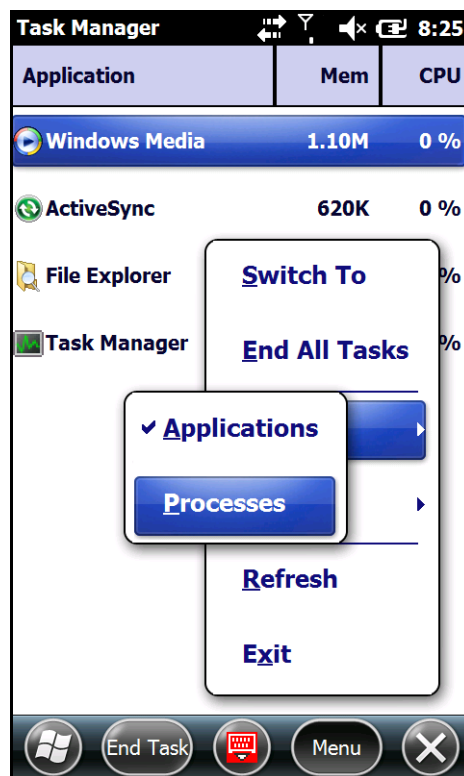 Task Manager 8:25
Application Mem CPU
Windows Media 1.10M 0 %
ActiveSync 620K 0 %
File Explorer %
Task Manager %
Switch To
End All Tasks
Applications
Processes
Refresh
Exit
End Task Menu